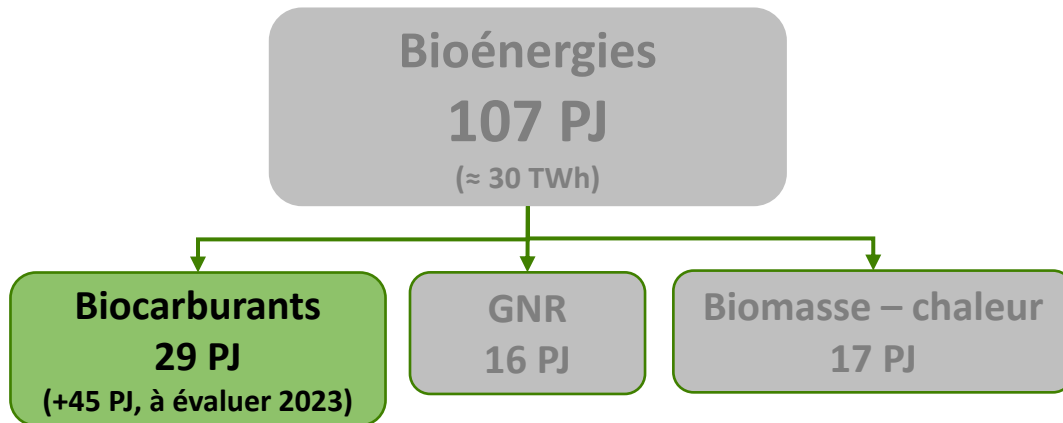 Bioénergies
107 PJ
(≈ 30 TWh)
Biocarburants
29 PJ
(+45 PJ, à évaluer 2023)
GNR
16 PJ
Biomasse – chaleur
17 PJ